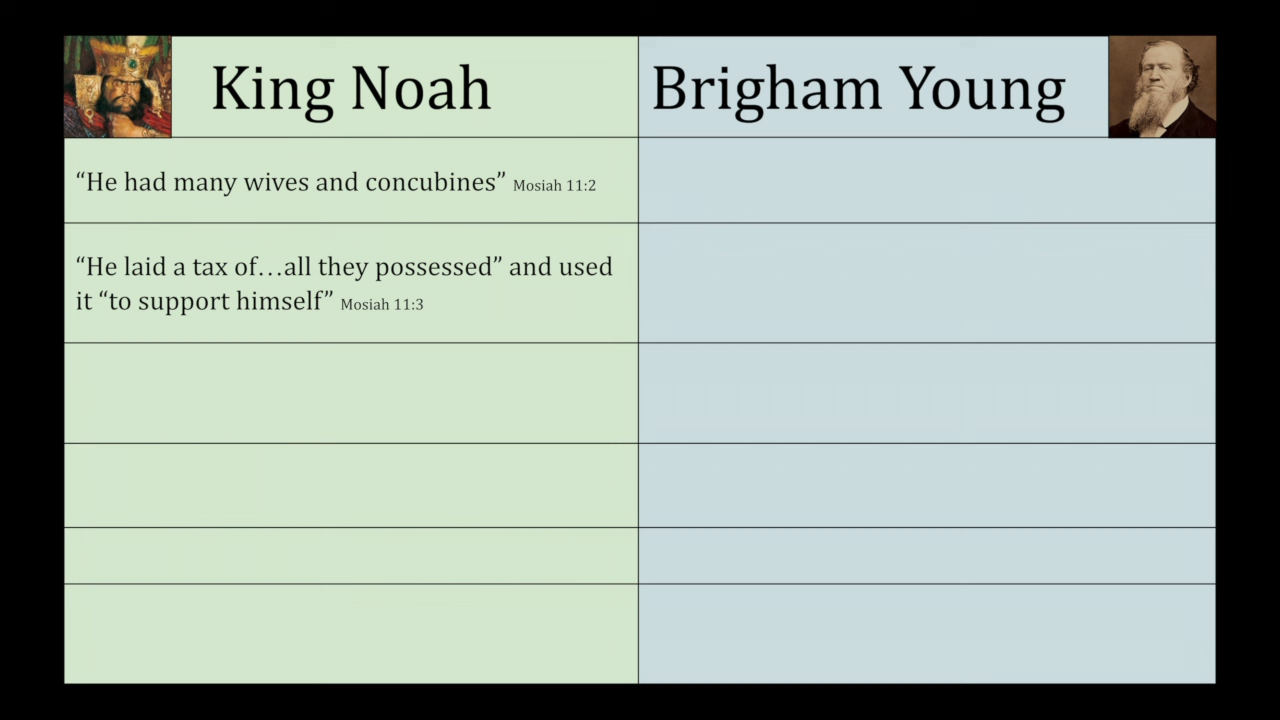 King Noah
Brigham Young
“He had many wives and concubines” Mosiah 11:2
“He laid a tax of…all they possessed” and used
it “to support himself” Mosiah 11:3